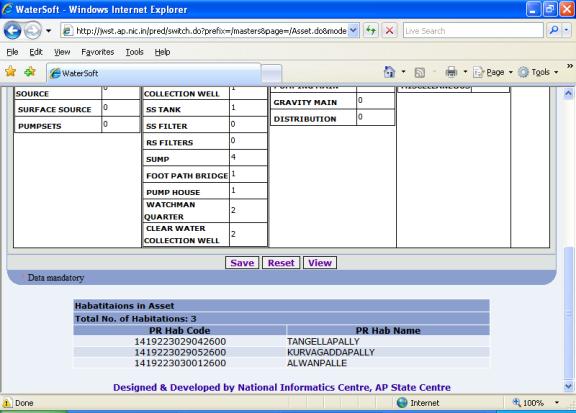 WaterSoft - Windows Internet Explorer
http://jwst.ap.nic.in/pred/switch.do?prefix=/masters&page=/Asset.do&mode
Live Search
File Edit View Favorites Tools Help
WaterSoft
Page Tools
SOURCE 0 COLLECTION WELL PUMPING MAIN MISCELLANEOUS
SURFACE SOURCE 0 SS TANK 1 GRAVITY MAIN 0
PUMPSETS 0 SS FILTER 0 DISTRIBUTION 0
RS FILTERS 0
SUMP 4
FOOT PATH BRIDGE 1
PUMP HOUSE 1
WATCHMAN
QUARTER 2
CLEAR WATER
COLLECTION WELL 2
Save Reset View
* Data mandatory
Habatitaions in Asset
Total No. of Habitations: 3
PR Hab Code PR Hab Name
1419223029042600 TANGELLAPALLY
1419223029052600 KURVAGADDAPALLY
1419223030012600 ALWANPALLE
Designed & Developed by National Informatics Centre, AP State Centre
Done Internet 100%